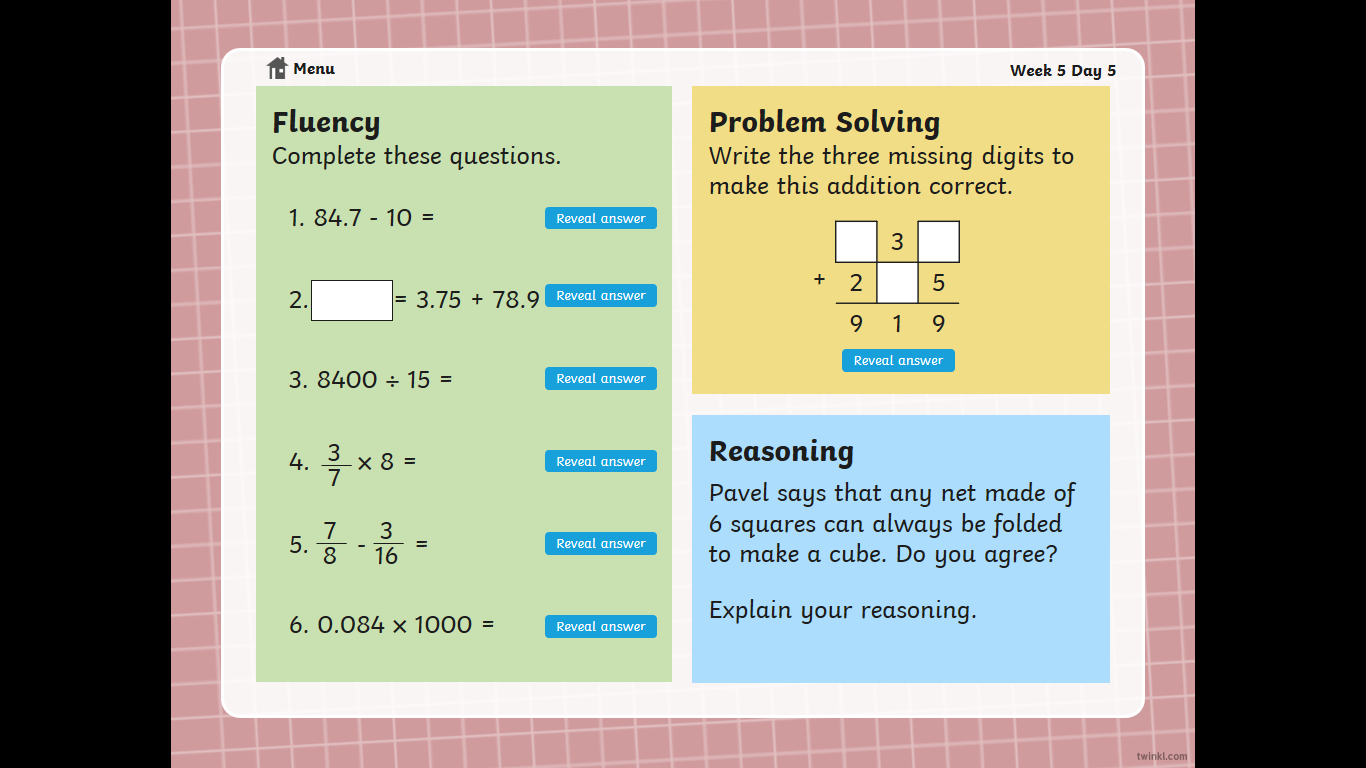 Menu
Week 5 Day 5
Fluency
Complete these questions.
1. 84.7 - 10 =
Reveal answer
2. = 3.75 + 78.9
Reveal answer
3. 8400 ÷ 15 =
Reveal answer
4. 3/7 × 8 =
Reveal answer
5. 7/8 - 3/16 =
Reveal answer
6. 0.084 × 1000 =
Reveal answer
Problem Solving
Write the three missing digits to
make this addition correct.
3
+ 2 5
9 1 9
Reveal answer
Reasoning
Pavel says that any net made of
6 squares can always be folded
to make a cube. Do you agree?
Explain your reasoning.
twinkl.com